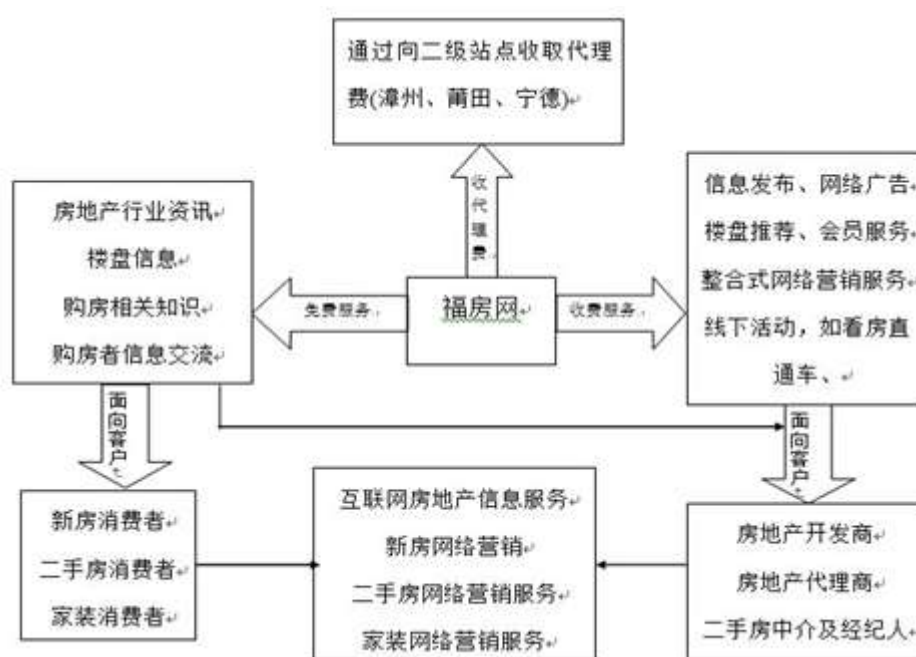 通过向二级站点收取代理
费(漳州、莆田、宁德)
收代理费
房地产行业资讯
楼盘信息
购房相关知识
购房者信息交流
免费服务
福房网
收费服务
信息发布、网络广告
楼盘推荐、会员服务
整合式网络营销服务
线下活动，如看房直
通车、
面向客户
面向客户
新房消费者
二手房消费者
家装消费者
互联网房地产信息服务
新房网络营销
二手房网络营销服务
家装网络营销服务
房地产开发商
房地产代理商
二手房中介及经纪人